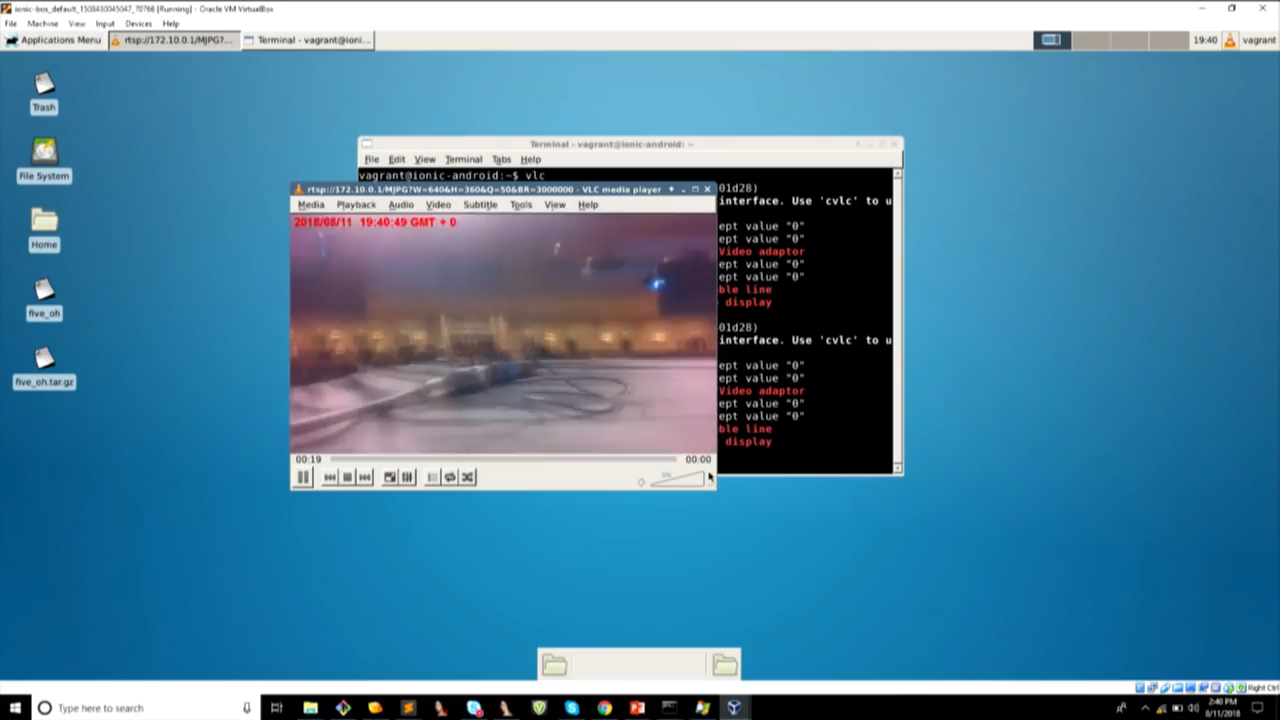 ionic-box_default_1508430045047_70766 [Running] - Oracle VM VirtualBox
File Machine View Input Devices Help
Applications Menu
rtsp://172.10.0.1/MJPG?...
Terminal - vagrant@ioni...
19:40
vagrant
Trash
File System
Home
five_oh
five_oh.tar.gz
Terminal - vagrant@ionic-android: ~
File Edit View Terminal Tabs Help
vagrant@ionic-android:~$ vlc
01d28)
interface. Use 'cvlc' to u
ept value "0"
ept value "0"
Video adaptor
ept value "0"
ept value "0"
ble line
display
01d28)
interface. Use 'cvlc' to u
ept value "0"
ept value "0"
Video adaptor
ept value "0"
ept value "0"
ble line
display
rtsp://172.10.0.1/MJPG?W=640&H=360&Q=50&BR=3000000 - VLC media player
Media Playback Audio Video Subtitle Tools View Help
2018/08/11 19:40:49 GMT + 0
00:19
00:00
0%
Right Ctrl
Type here to search
2:40 PM
8/11/2018